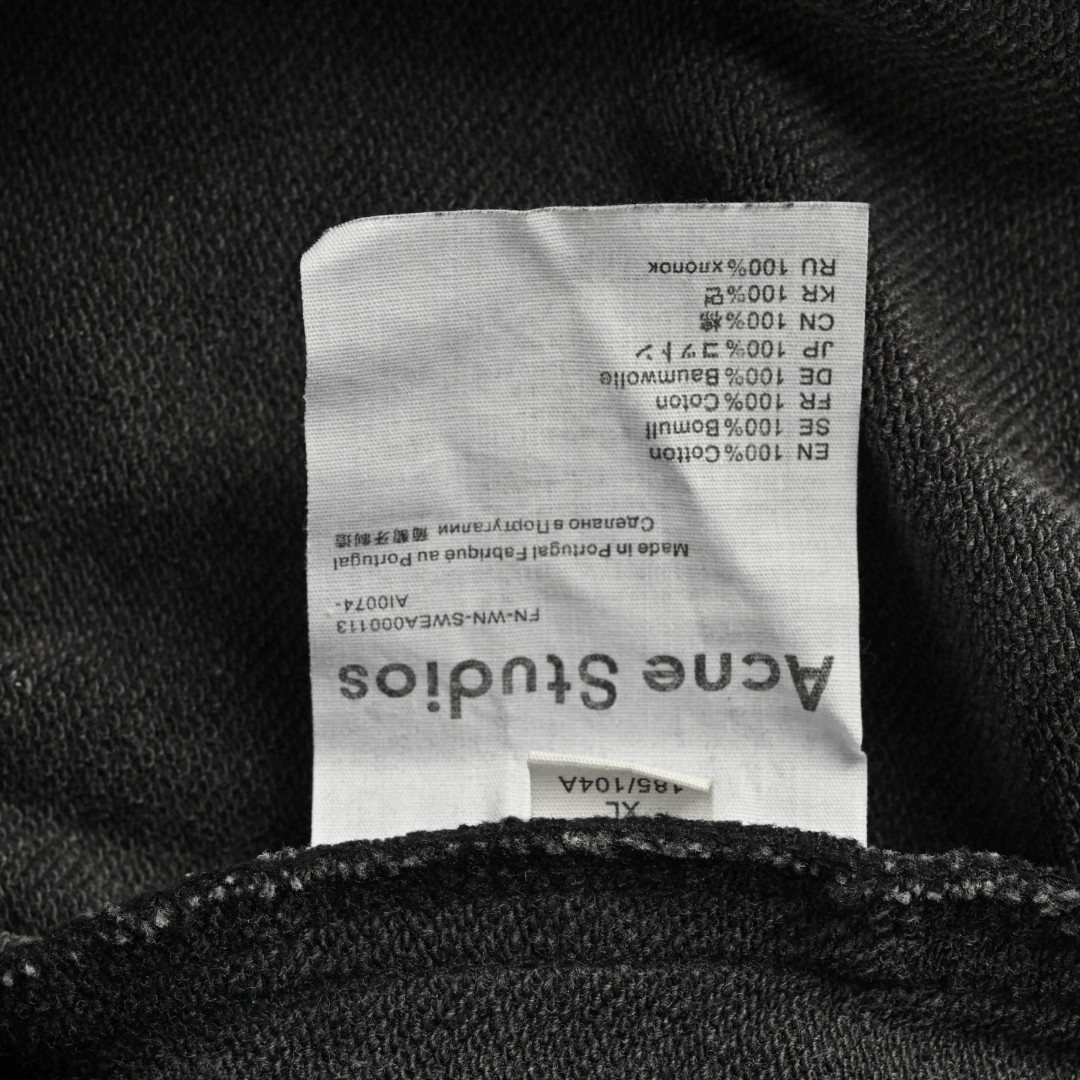 XL
185/104A
Acne Studios
FN-WN-SWEA000113
AI0074-
Made in Portugal Fabriqué au Portugal
Сделано в Португалии 葡萄牙制造
EN 100% Cotton
SE 100% Bomull
FR 100% Coton
DE 100% Baumwolle
JP 100% コットン
CN 100% 棉
KR 100% 면
RU 100% хлопок